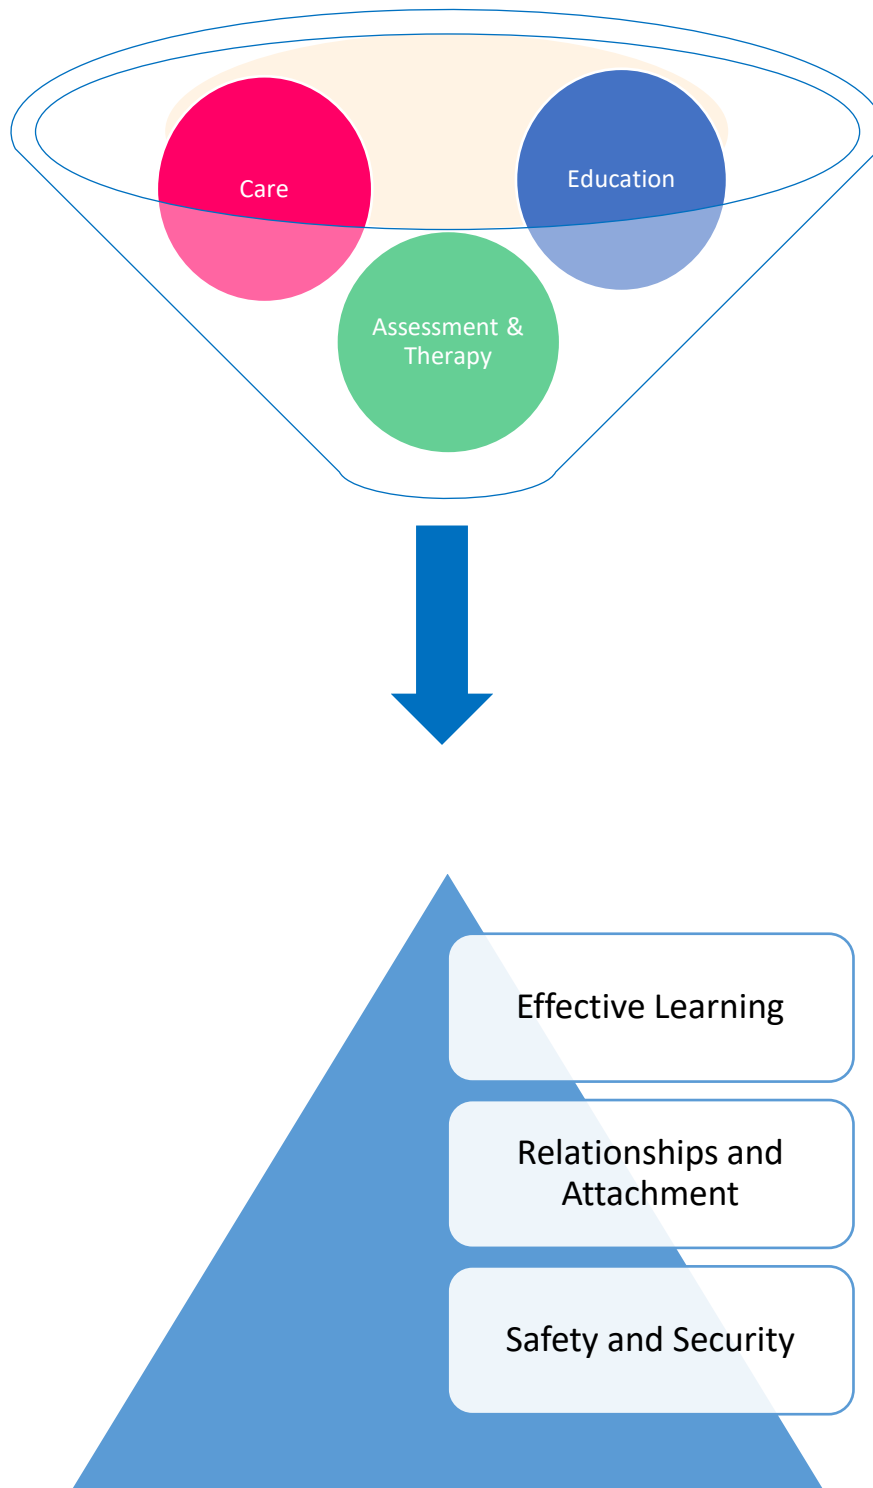 Care
Education
Assessment &
Therapy
Effective Learning
Relationships and
Attachment
Safety and Security